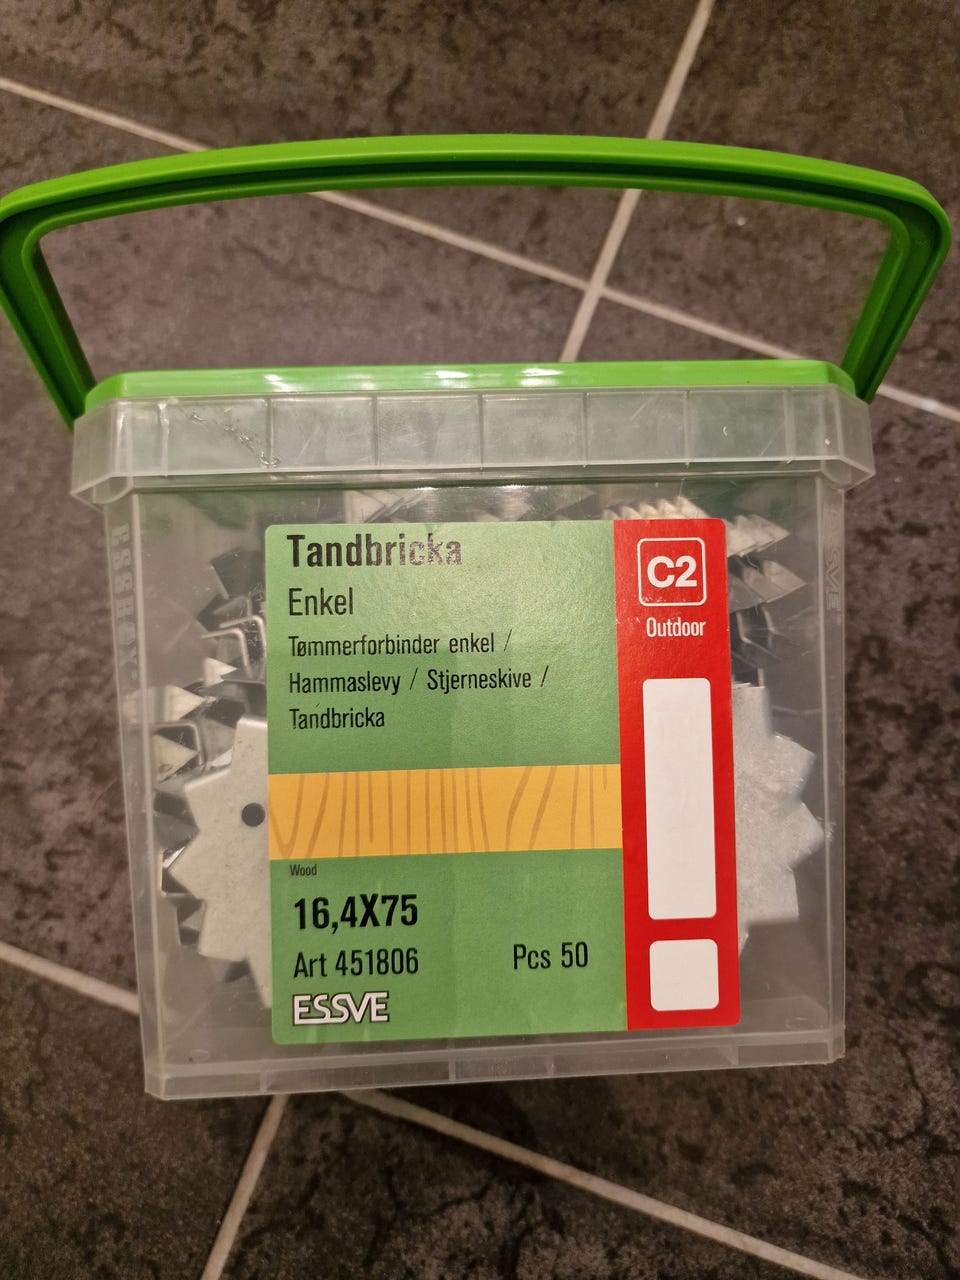 Tandbricka
Enkel
Tømmerforbinder enkel /
Hammaslevy / Stjerneskive /
Tandbricka
C2
Outdoor
Wood
16,4X75
Art 451806
Pcs 50
ESSVE